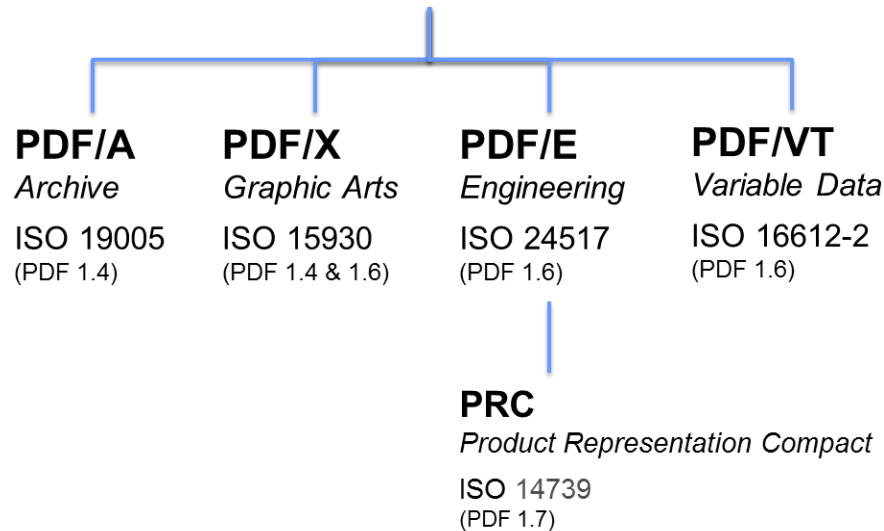 PDF/A
Archive
ISO 19005
(PDF 1.4)
PDF/X
Graphic Arts
ISO 15930
(PDF 1.4 & 1.6)
PDF/E
Engineering
ISO 24517
(PDF 1.6)
PDF/VT
Variable Data
ISO 16612-2
(PDF 1.6)
PRC
Product Representation Compact
ISO 14739
(PDF 1.7)